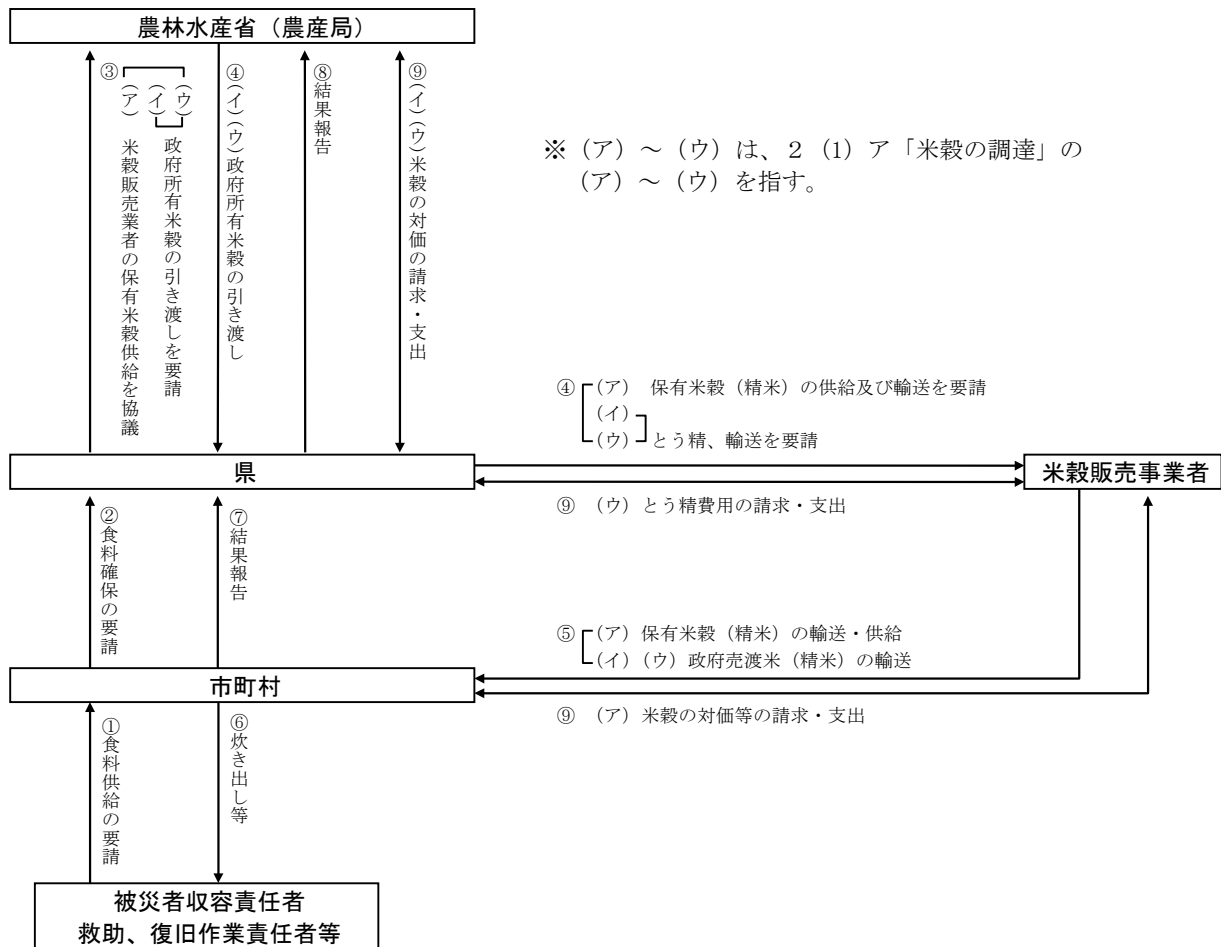 農林水産省（農産局）
③
（ア） 米穀販売業者の保有米穀供給を協議
（イ）
（ウ）
政府所有米穀の引き渡しを要請
④(イ)(ウ)政府所有米穀の引き渡し
⑧結果報告
⑨(イ)(ウ)米穀の対価の請求・支出
※（ア）～（ウ）は、２（1）ア「米穀の調達」の
（ア）～（ウ）を指す。
④（ア） 保有米穀（精米）の供給及び輸送を要請
（イ）
（ウ） とう精、輸送を要請
県
米穀販売事業者
⑨ （ウ）とう精費用の請求・支出
②食料確保の要請
⑦結果報告
⑤（ア）保有米穀（精米）の輸送・供給
（イ）（ウ）政府売渡米（精米）の輸送
市町村
⑨ （ア）米穀の対価等の請求・支出
①食料供給の要請
⑥炊き出し等
被災者収容責任者
救助、復旧作業責任者等